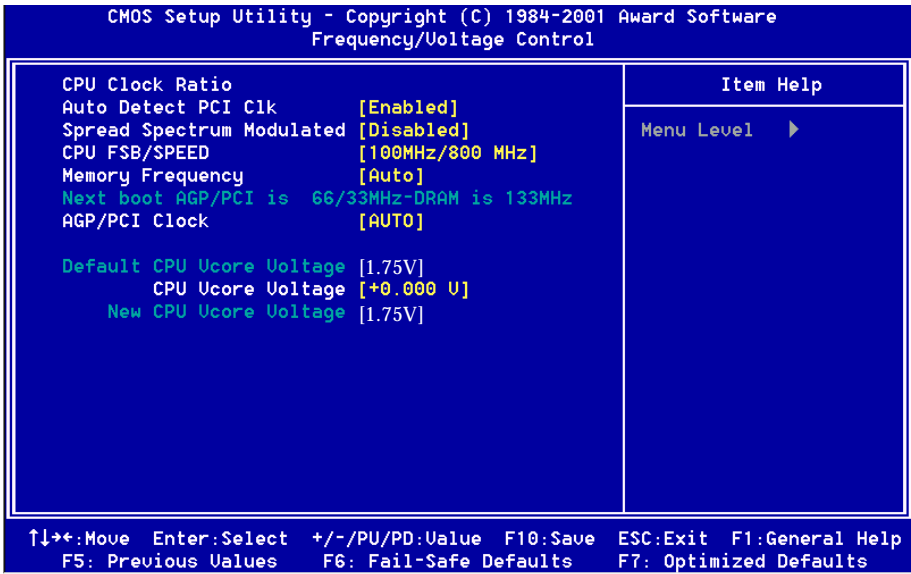 CMOS Setup Utility - Copyright (C) 1984-2001 Award Software
Frequency/Voltage Control
CPU Clock Ratio
Auto Detect PCI Clk [Enabled]
Spread Spectrum Modulated [Disabled]
CPU FSB/SPEED [100MHz/800 MHz]
Memory Frequency [Auto]
Next boot AGP/PCI is 66/33MHz-DRAM is 133MHz
AGP/PCI Clock [AUTO]
Default CPU Vcore Voltage [1.75V]
CPU Vcore Voltage [+0.000 V]
New CPU Vcore Voltage [1.75V]
Item Help
Menu Level ▶
↑↓→←:Move Enter:Select +/-/PU/PD:Value F10:Save ESC:Exit F1:General Help
F5: Previous Values F6: Fail-Safe Defaults F7: Optimized Defaults